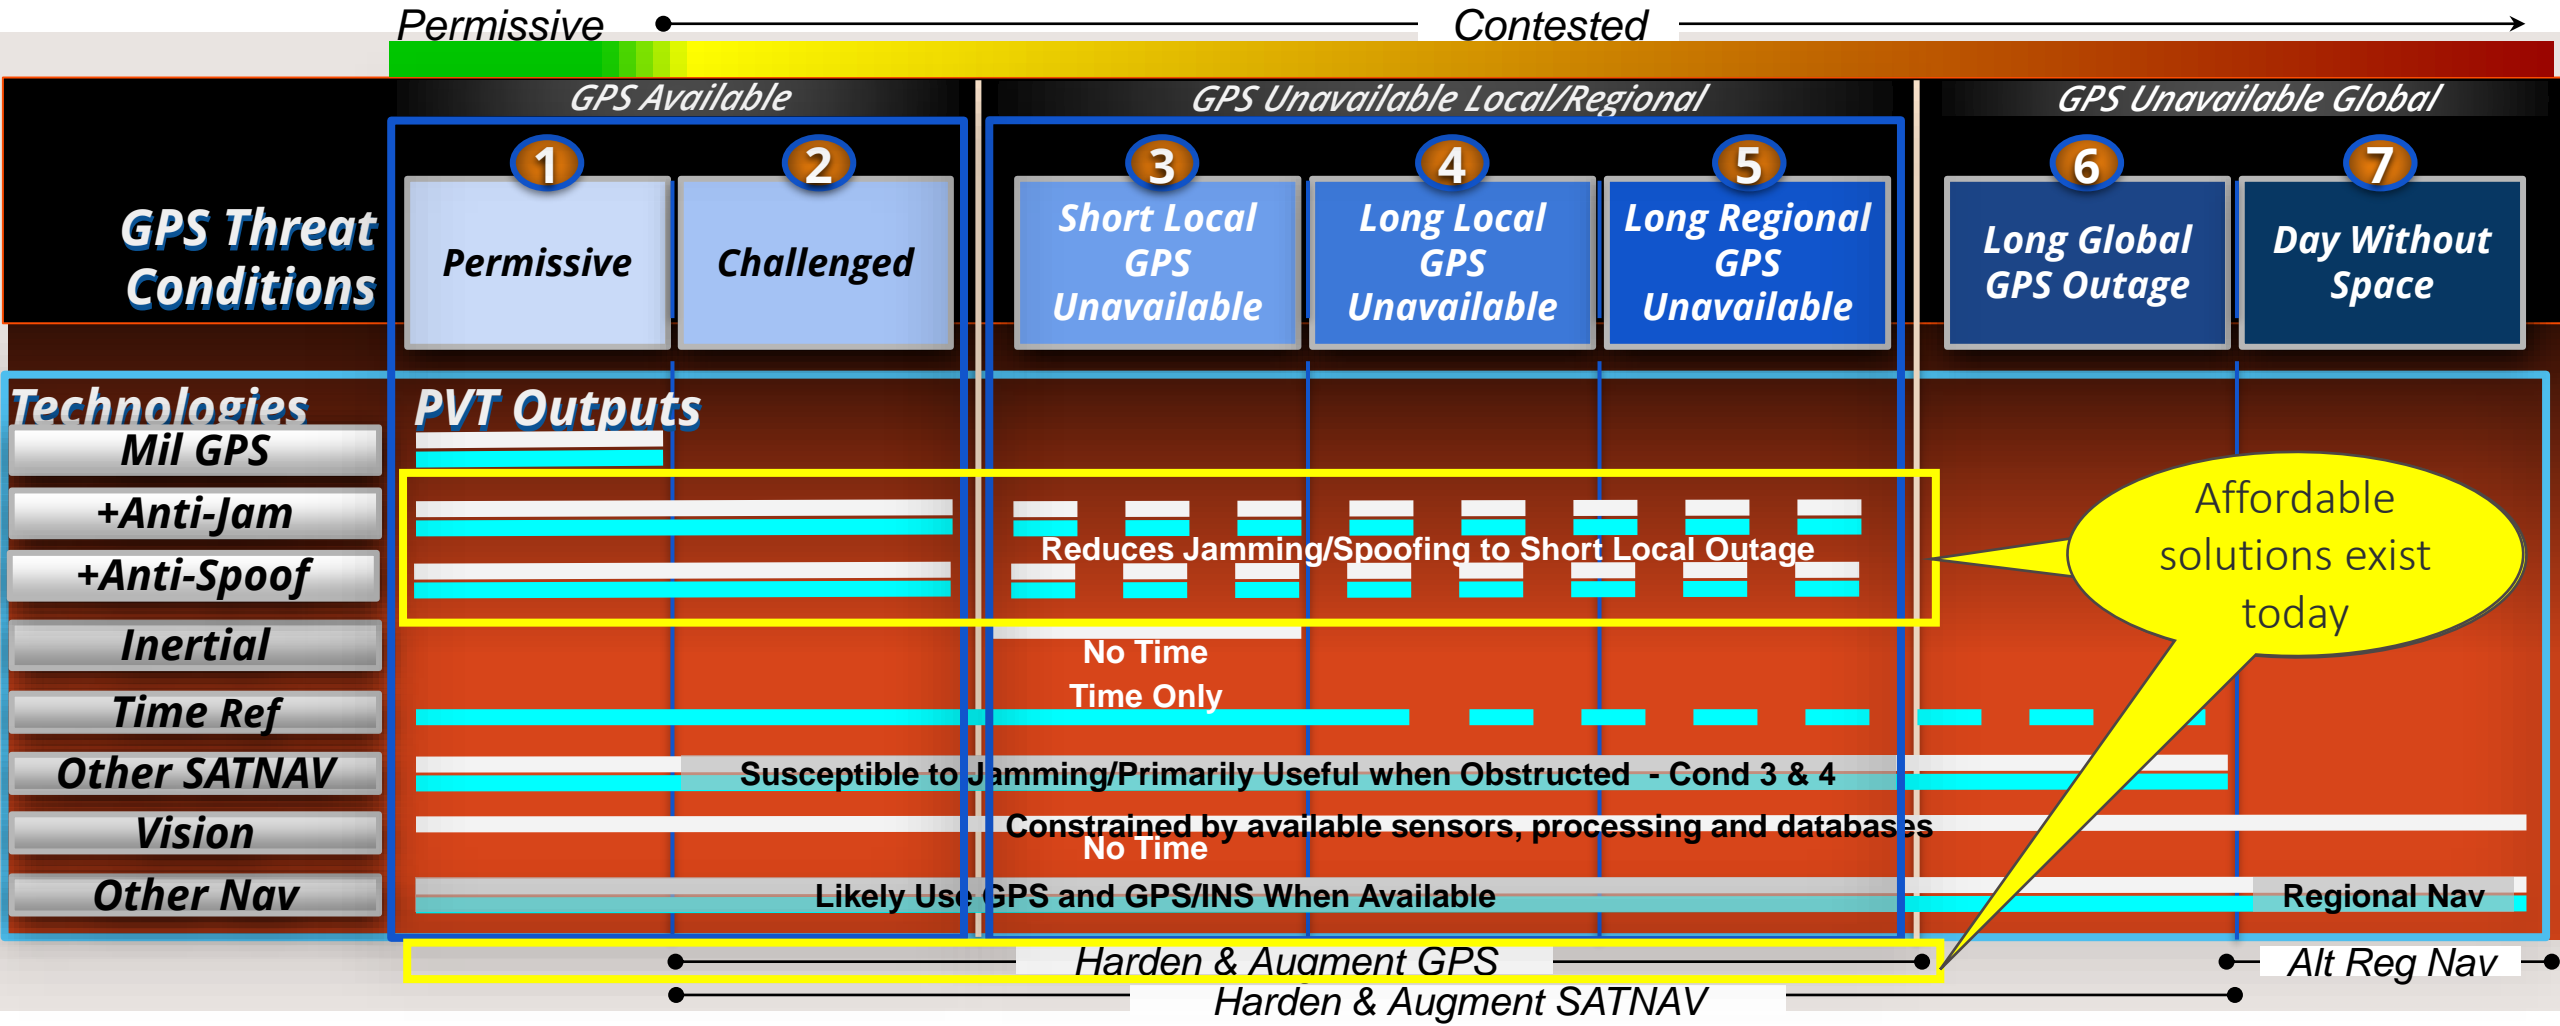 Permissive
Contested
GPS Available
GPS Unavailable Local/Regional
GPS Unavailable Global
1
2
3
4
5
6
7
GPS Threat
Conditions
Permissive
Challenged
Short Local
GPS
Unavailable
Long Local
GPS
Unavailable
Long Regional
GPS
Unavailable
Long Global
GPS Outage
Day Without
Space
Technologies
PVT Outputs
Mil GPS
+Anti-Jam
+Anti-Spoof
Inertial
Time Ref
Other SATNAV
Vision
Other Nav
Reduces Jamming/Spoofing to Short Local Outage
No Time
Time Only
Susceptible to Jamming/Primarily Useful when Obstructed - Cond 3 & 4
Constrained by available sensors, processing and databases
No Time
Likely Use GPS and GPS/INS When Available
Regional Nav
Affordable
solutions exist
today
Harden & Augment GPS
Alt Reg Nav
Harden & Augment SATNAV